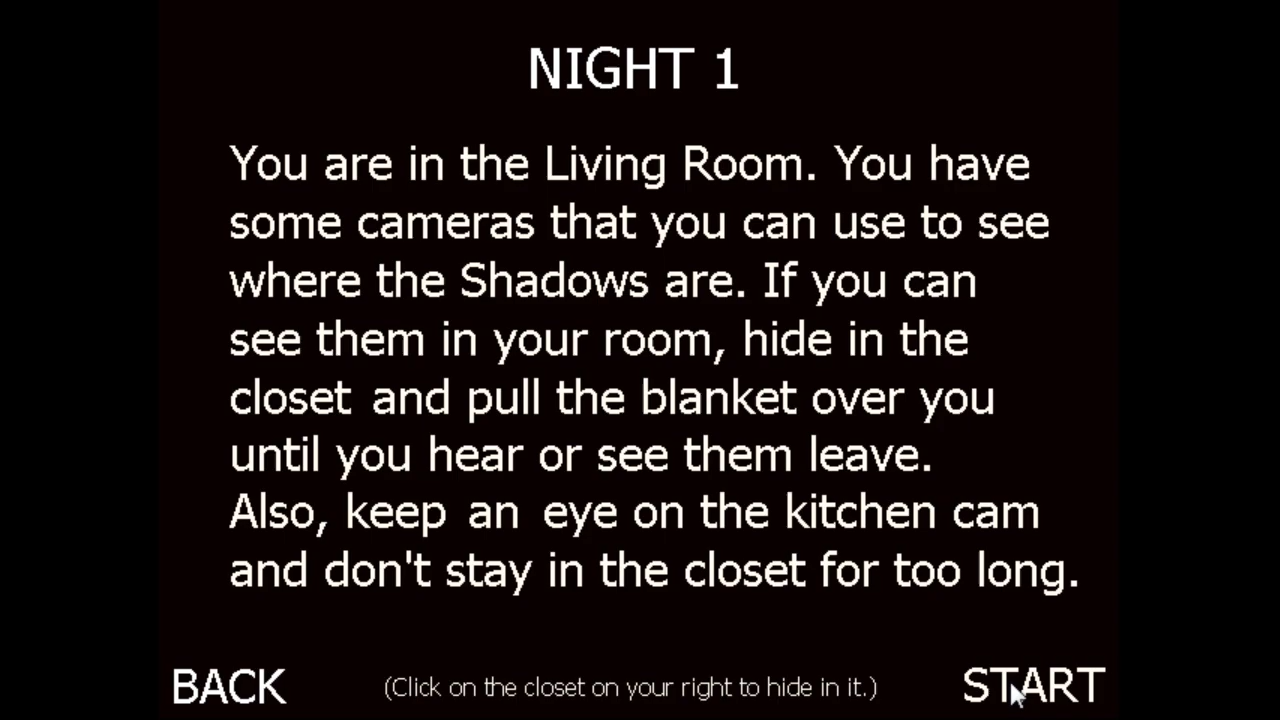 NIGHT 1
You are in the Living Room. You have
some cameras that you can use to see
where the Shadows are. If you can
see them in your room, hide in the
closet and pull the blanket over you
until you hear or see them leave.
Also, keep an eye on the kitchen cam
and don't stay in the closet for too long.
BACK
(Click on the closet on your right to hide in it.)
START